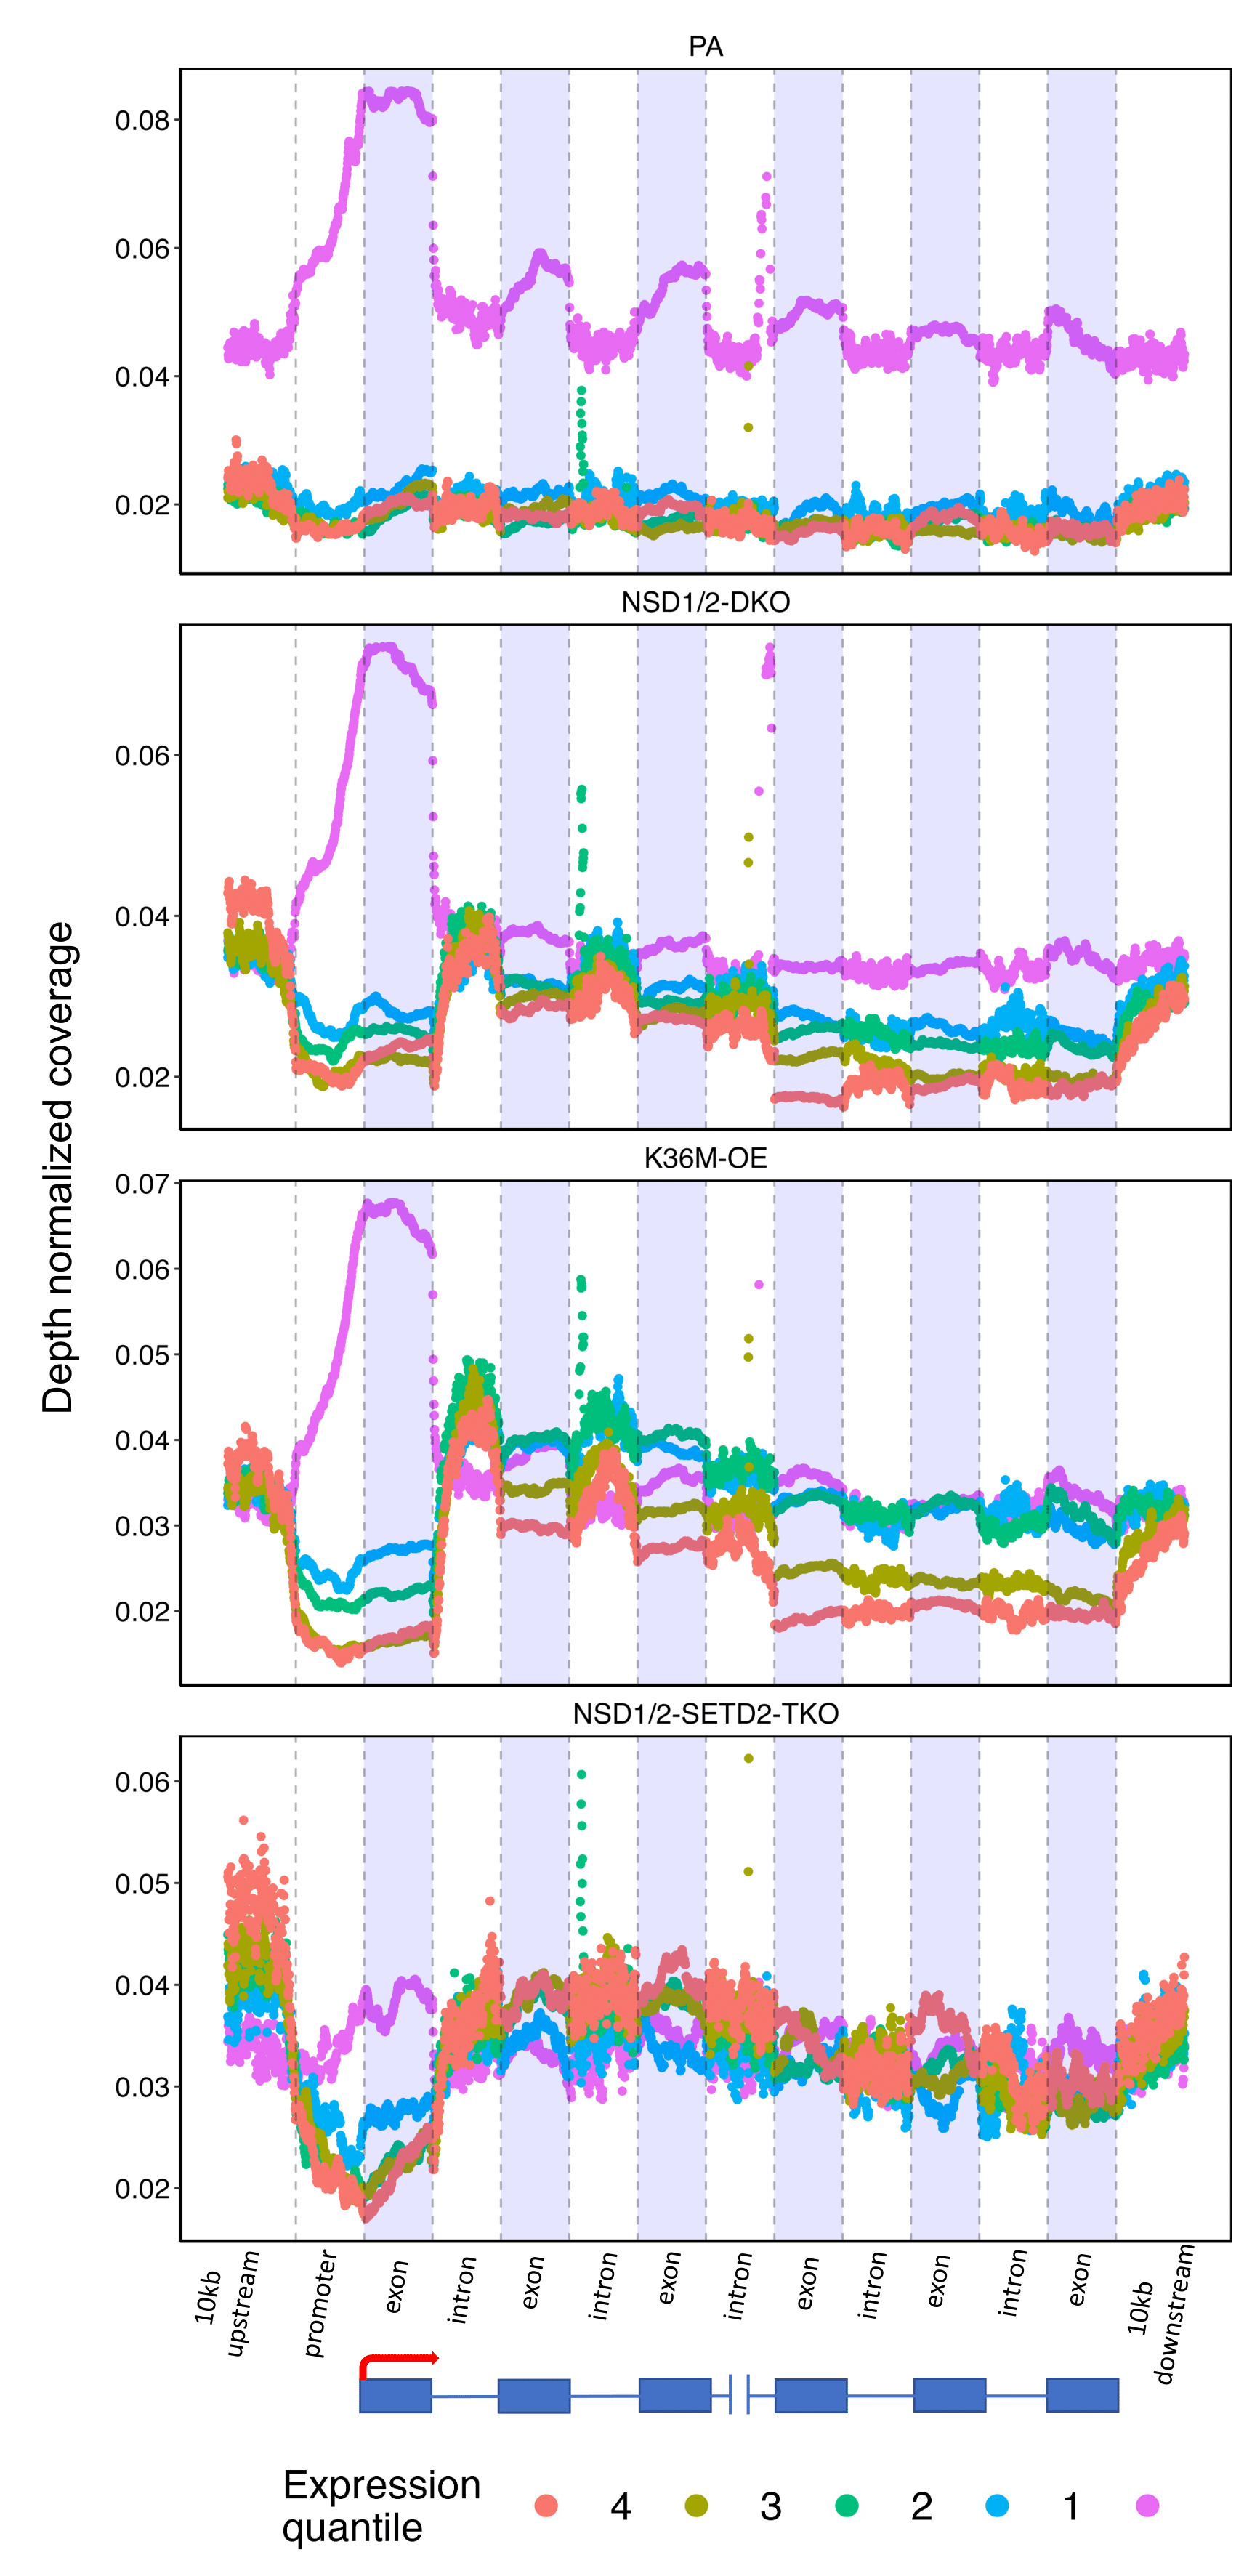 PA
0.08
0.06
0.04
0.02
NSD1/2-DKO
0.06
0.04
0.02
K36M-OE
0.07
0.06
0.05
0.04
0.03
0.02
NSD1/2-SETD2-TKO
0.06
0.05
0.04
0.03
0.02
Depth normalized coverage
10kb
upstream
promoter
exon
intron
exon
intron
exon
intron
exon
intron
exon
intron
exon
10kb
downstream
Expression
quantile
4 3 2 1